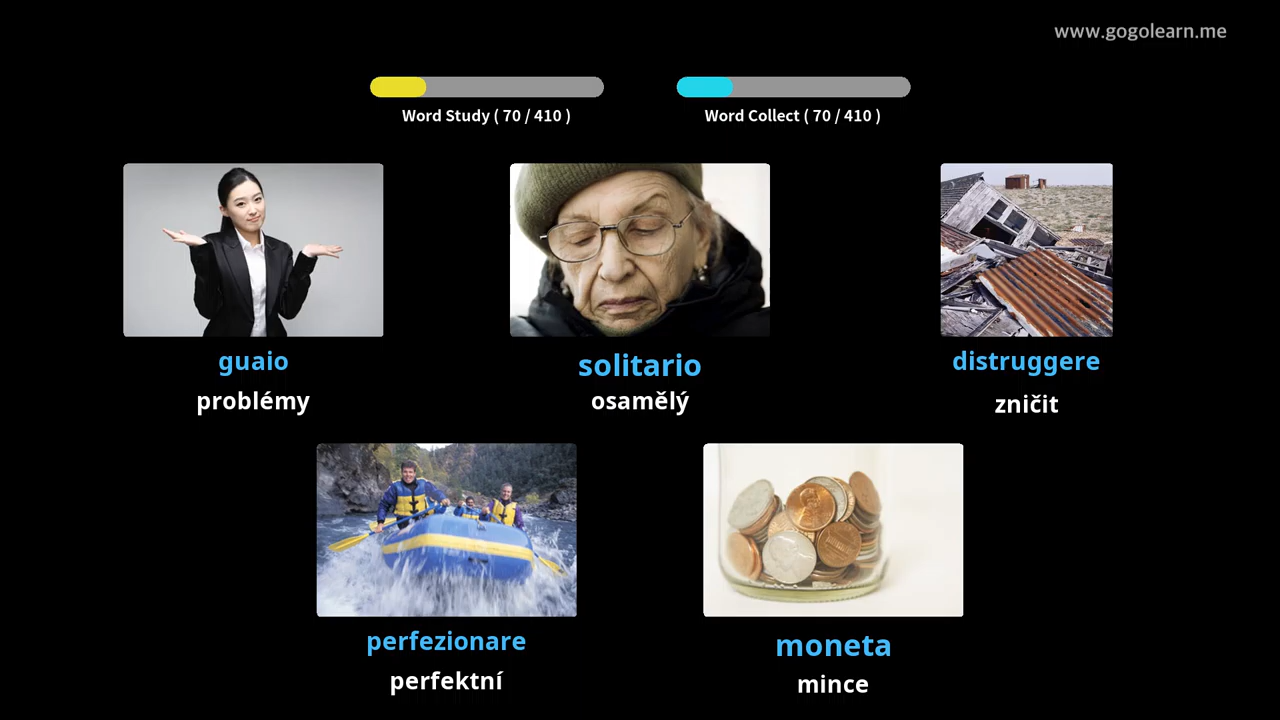 www.gogolearn.me
Word Study ( 70 / 410 )
Word Collect ( 70 / 410 )
guaio
problémy
solitario
osamělý
distruggere
zničit
perfezionare
perfektní
moneta
mince